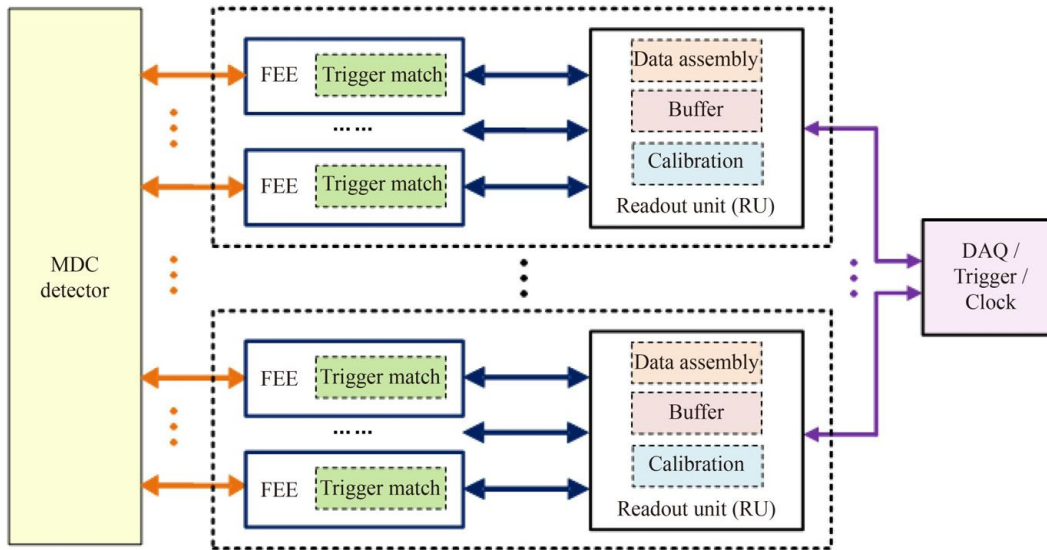 MDC
detector
FEE
Trigger match
... ...
FEE
Trigger match
Data assembly
Buffer
Calibration
Readout unit (RU)
DAQ /
Trigger /
Clock
FEE
Trigger match
... ...
FEE
Trigger match
Data assembly
Buffer
Calibration
Readout unit (RU)